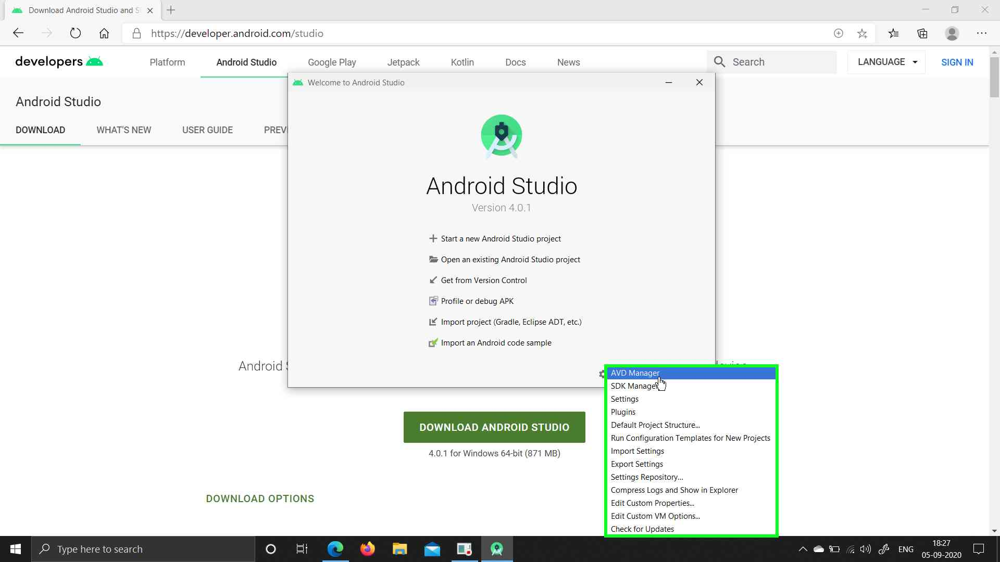 Download Android Studio and S
https://developer.android.com/studio
developers
Platform
Android Studio
Google Play
Jetpack
Kotlin
Docs
News
Search
LANGUAGE
SIGN IN
Welcome to Android Studio
Android Studio
DOWNLOAD
WHAT'S NEW
USER GUIDE
PREVI
Android Studio
Version 4.0.1
Start a new Android Studio project
Open an existing Android Studio project
Get from Version Control
Profile or debug APK
Import project (Gradle, Eclipse ADT, etc.)
Import an Android code sample
Android
AVD Manager
SDK Manager
Settings
Plugins
Default Project Structure...
Run Configuration Templates for New Projects
Import Settings
Export Settings
Settings Repository...
Compress Logs and Show in Explorer
Edit Custom Properties...
Edit Custom VM Options...
Check for Updates
DOWNLOAD ANDROID STUDIO
4.0.1 for Windows 64-bit (871 MB)
DOWNLOAD OPTIONS
Type here to search
ENG
18:27
05-09-2020